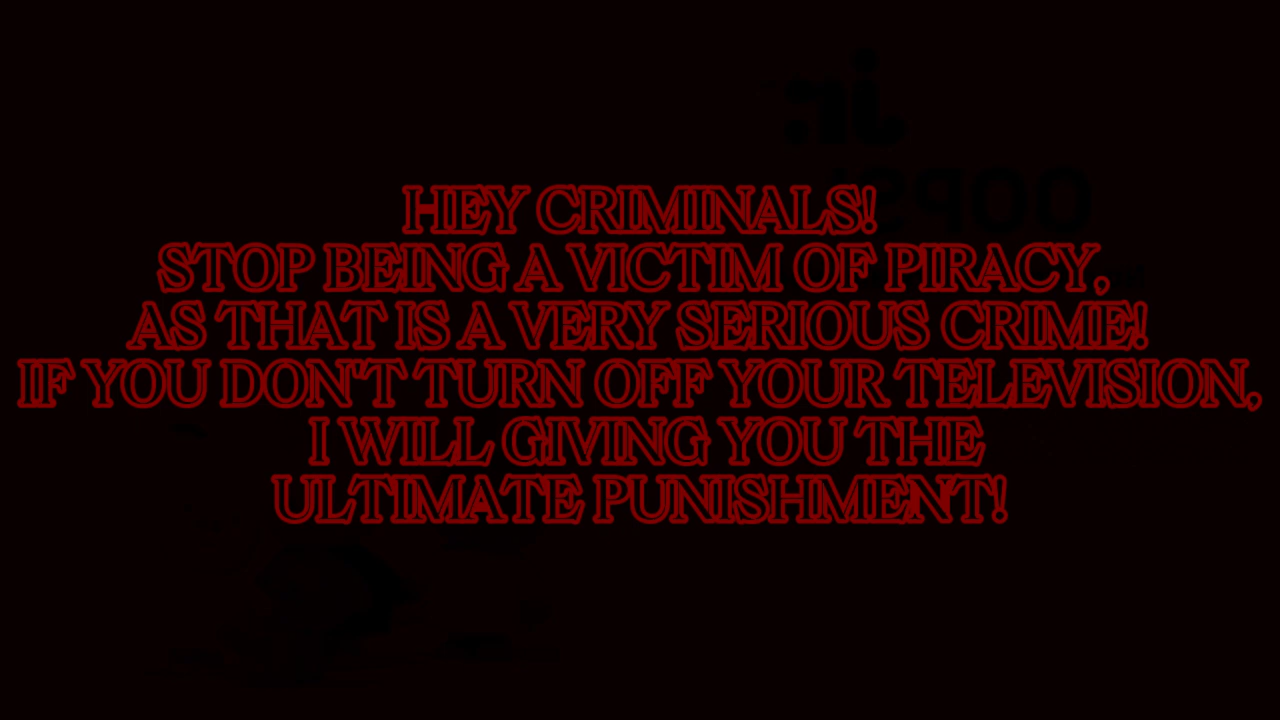 HEY CRIMINALS!
STOP BEING A VICTIM OF PIRACY,
AS THAT IS A VERY SERIOUS CRIME!
IF YOU DON'T TURN OFF YOUR TELEVISION,
I WILL GIVING YOU THE
ULTIMATE PUNISHMENT!